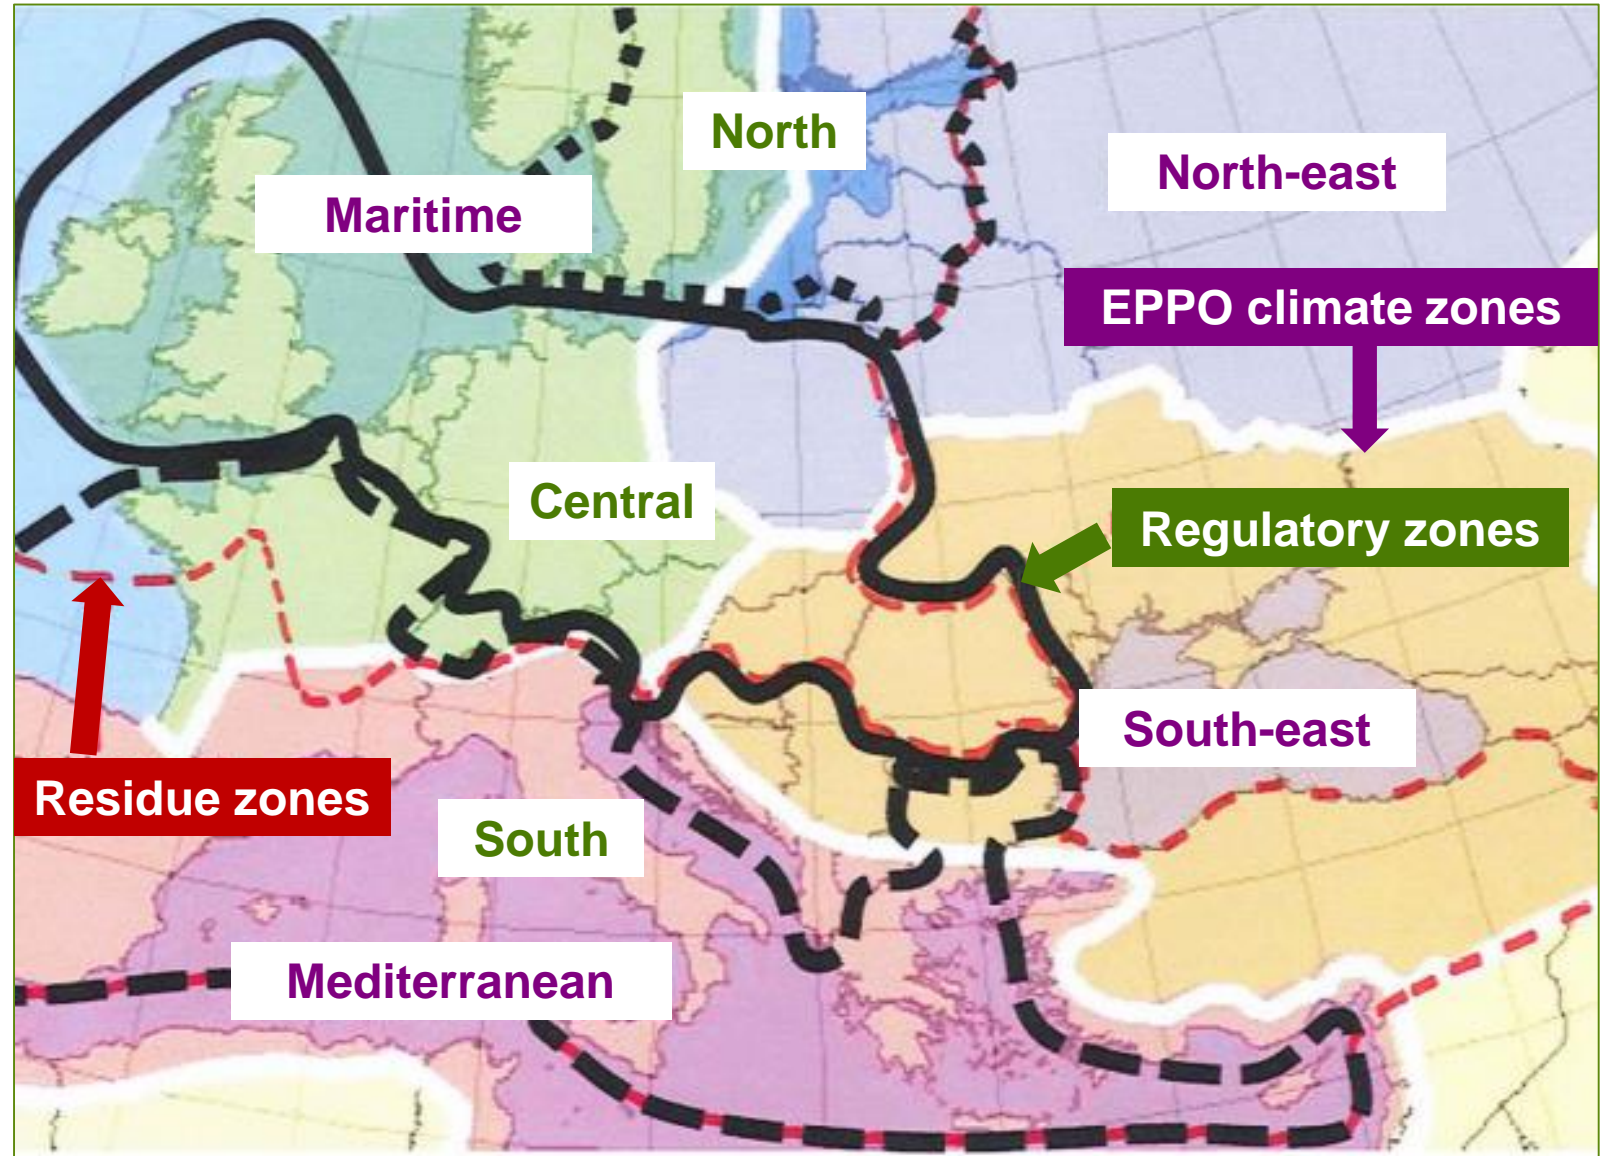 North
North-east
Maritime
EPPO climate zones
Central
Regulatory zones
South-east
Residue zones
South
Mediterranean